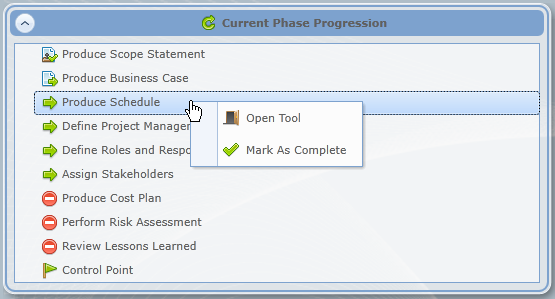 Current Phase Progression
Produce Scope Statement
Produce Business Case
Produce Schedule
Open Tool
Define Project Manager
Define Roles and Respo
Mark As Complete
Assign Stakeholders
Produce Cost Plan
Perform Risk Assessment
Review Lessons Learned
Control Point